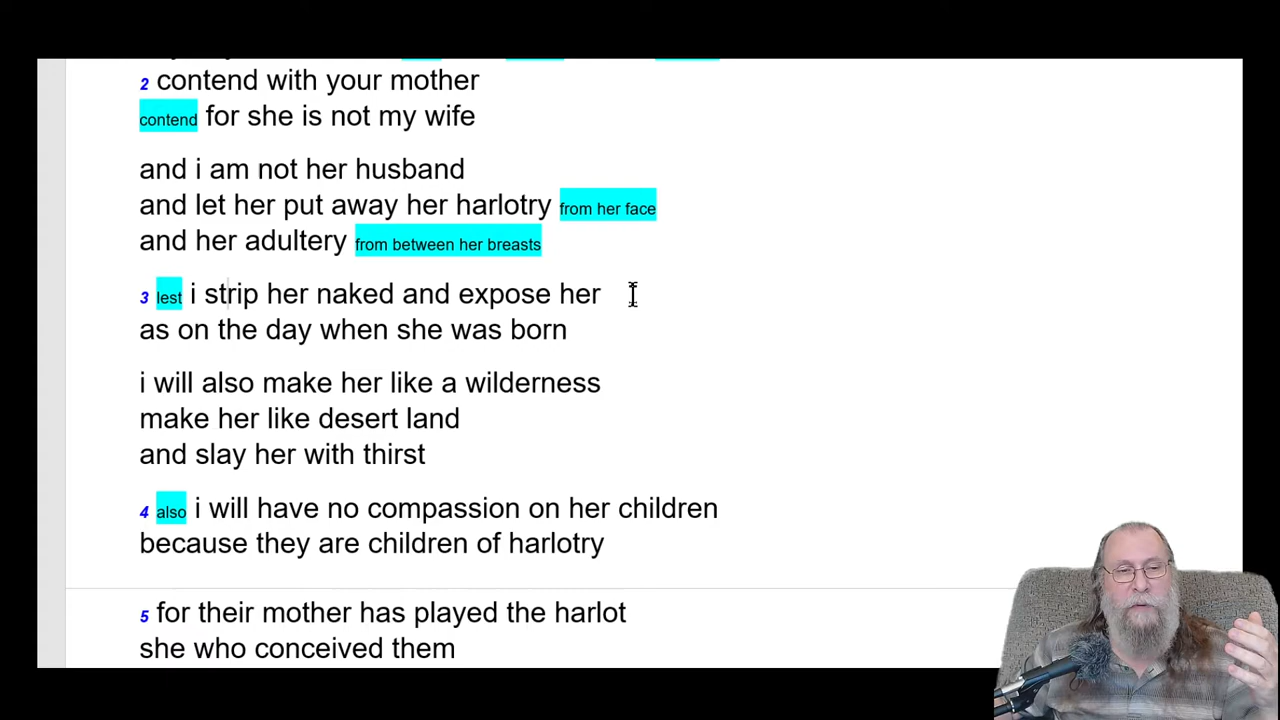 2 contend with your mother
contend for she is not my wife
and i am not her husband
and let her put away her harlotry from her face
and her adultery from between her breasts
3 lest i strip her naked and expose her
as on the day when she was born
i will also make her like a wilderness
make her like desert land
and slay her with thirst
4 also i will have no compassion on her children
because they are children of harlotry
5 for their mother has played the harlot
she who conceived them